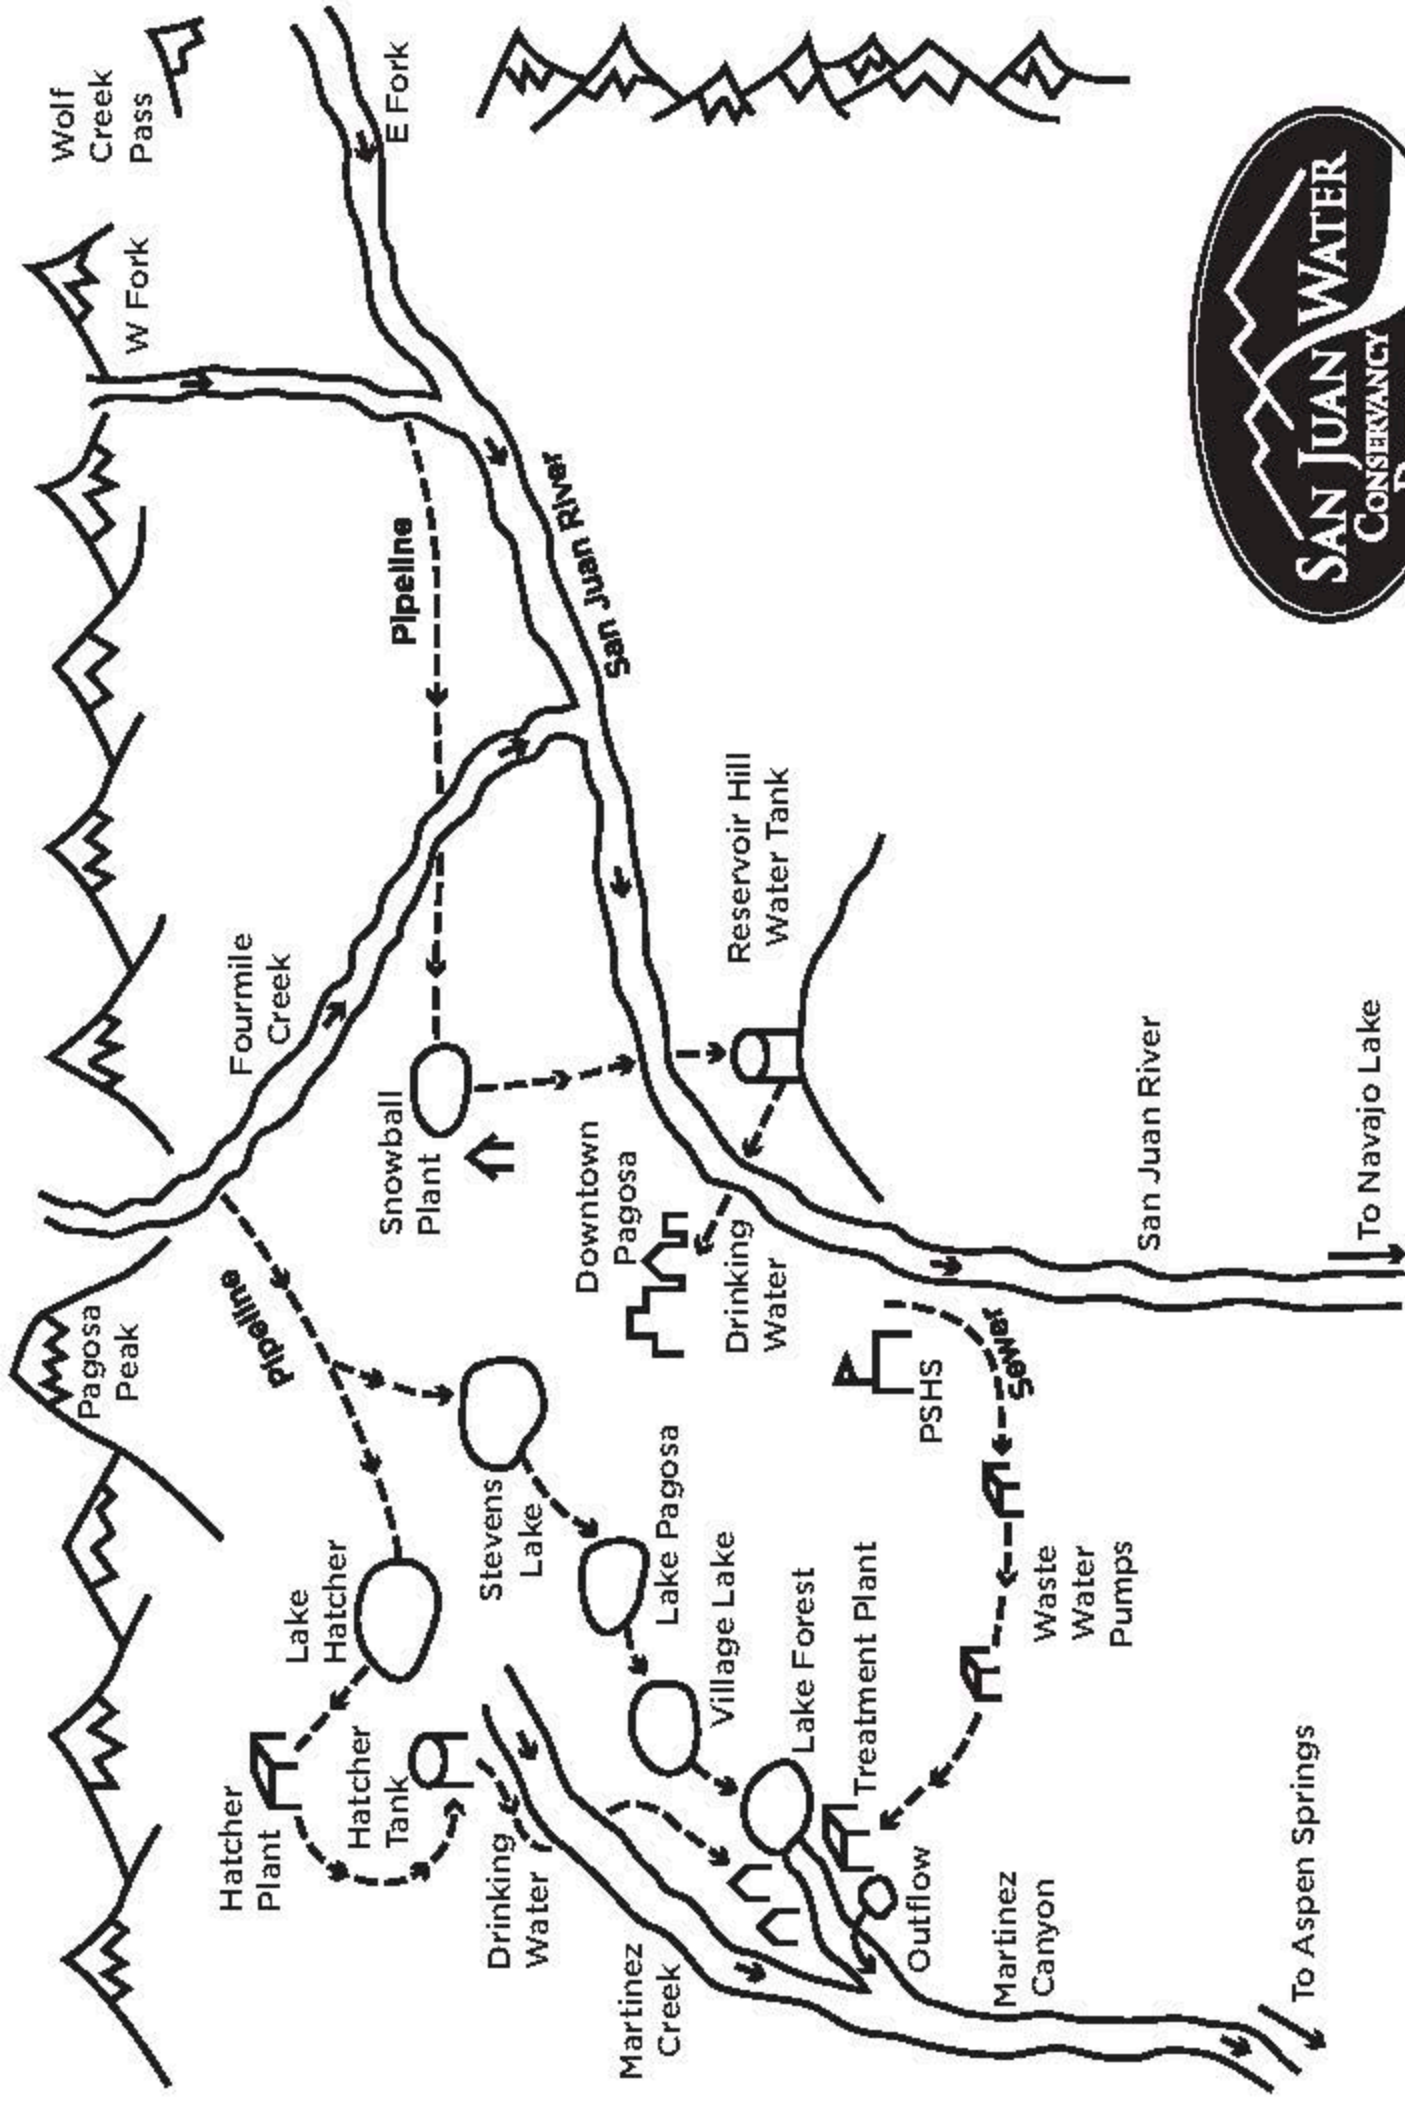 Pagosa
Peak
Wolf
Creek
Pass
W Fork
E Fork
Fourmile
Creek
Pipeline
Pipeline
Hatcher
Plant
Lake
Hatcher
Hatcher
Tank
Snowball
Plant
Stevens
Lake
Drinking
Water
San Juan River
Downtown
Pagosa
Lake Pagosa
Village Lake
Martinez
Creek
Drinking
Water
Reservoir Hill
Water Tank
Lake Forest
Treatment Plant
PSHS
Outflow
Sewer
Waste
Water
Pumps
Martinez
Canyon
San Juan River
To Aspen Springs
To Navajo Lake
SAN JUAN WATER
CONSERVANCY